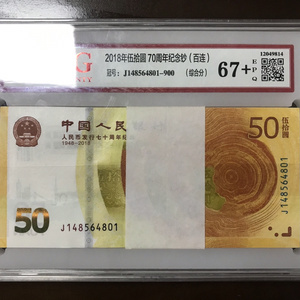 G
2018年伍拾圆 70周年纪念钞（百连）
冠号: J148564801-900 （综合分）
67+
EPQ
12049814
中国人民
人民币发行七十周年纪
1948-2018
50
J148564801
50
伍拾圆
J148564801